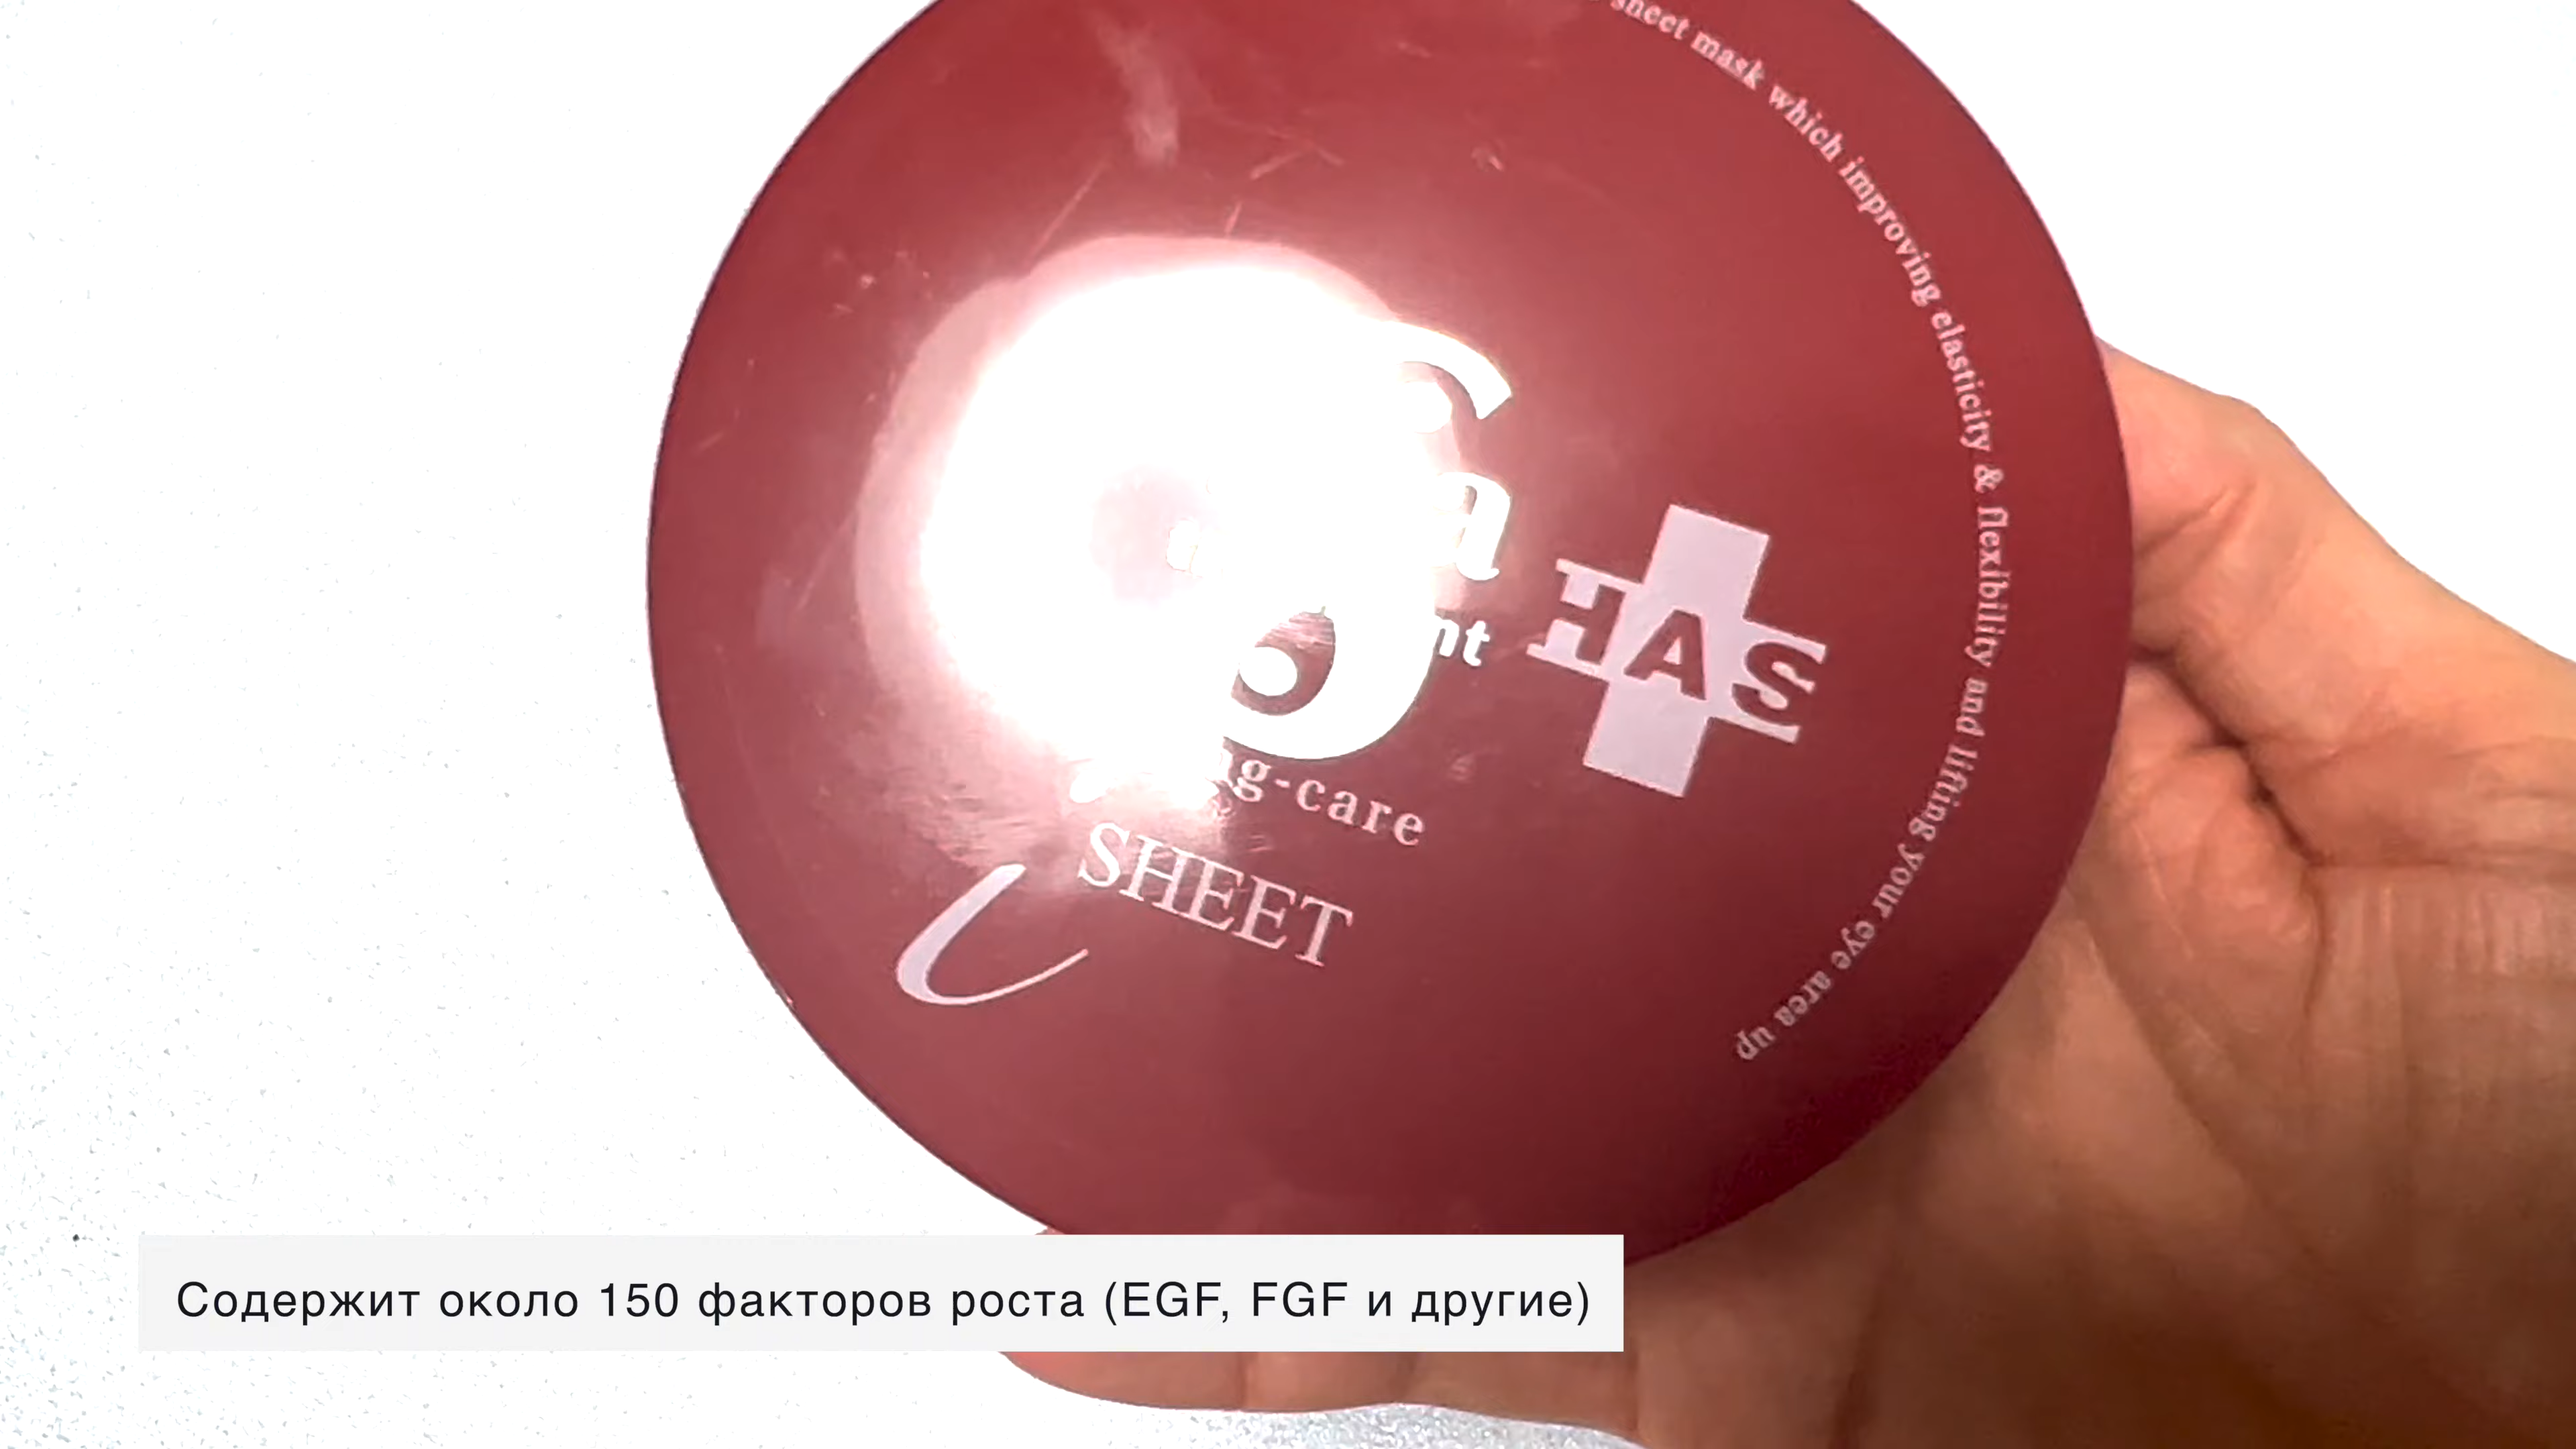 sheet mask which improving elasticity & flexibility and lifting your eye area up
HAS
SHEET
Содержит около 150 факторов роста (EGF, FGF и другие)